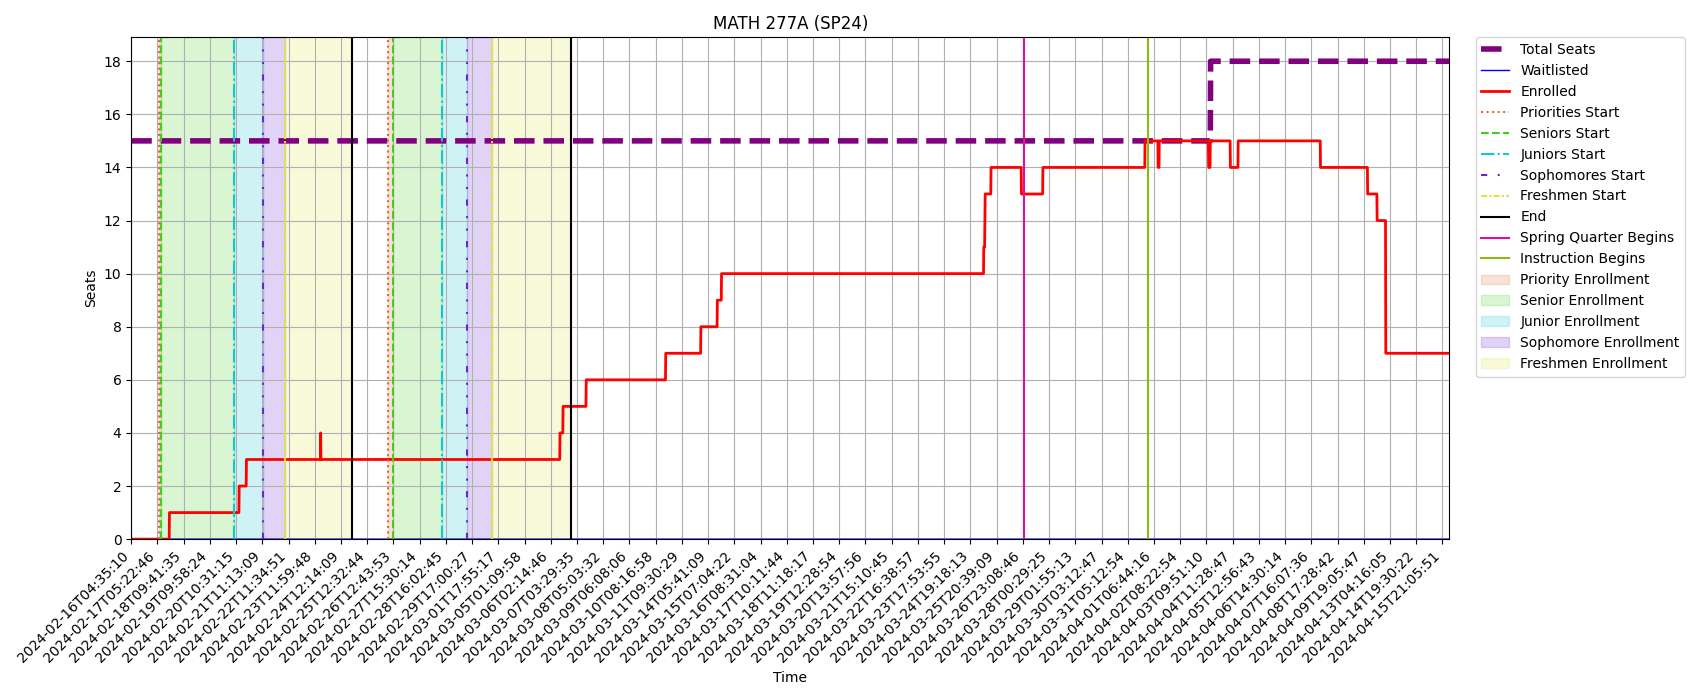 MATH 277A (SP24)
Seats
18
16
14
12
10
8
6
4
2
0
2024-02-16T04:35:10
2024-02-17T05:22:46
2024-02-18T09:41:35
2024-02-19T09:58:24
2024-02-20T10:31:15
2024-02-21T11:13:09
2024-02-22T11:34:51
2024-02-23T11:59:48
2024-02-24T12:14:09
2024-02-25T12:32:44
2024-02-26T12:43:53
2024-02-27T15:30:14
2024-02-28T16:02:45
2024-02-29T17:00:27
2024-03-01T17:55:17
2024-03-05T01:09:58
2024-03-06T02:14:46
2024-03-07T03:29:35
2024-03-08T05:03:32
2024-03-09T06:08:06
2024-03-10T08:16:58
2024-03-11T09:30:29
2024-03-14T05:41:09
2024-03-15T07:04:22
2024-03-16T08:31:04
2024-03-17T10:11:44
2024-03-18T11:18:17
2024-03-19T12:28:54
2024-03-20T13:57:56
2024-03-21T15:10:45
2024-03-22T16:38:57
2024-03-23T17:53:55
2024-03-24T19:18:13
2024-03-25T20:39:09
2024-03-26T23:08:46
2024-03-28T00:29:25
2024-03-29T01:55:13
2024-03-30T03:12:47
2024-03-31T05:12:54
2024-04-01T06:44:16
2024-04-02T08:22:54
2024-04-03T09:51:10
2024-04-04T11:28:47
2024-04-05T12:56:43
2024-04-06T14:30:14
2024-04-07T16:07:36
2024-04-08T17:28:42
2024-04-09T19:05:47
2024-04-13T04:16:05
2024-04-14T19:30:22
2024-04-15T21:05:51
Time
Total Seats
Waitlisted
Enrolled
Priorities Start
Seniors Start
Juniors Start
Sophomores Start
Freshmen Start
End
Spring Quarter Begins
Instruction Begins
Priority Enrollment
Senior Enrollment
Junior Enrollment
Sophomore Enrollment
Freshmen Enrollment